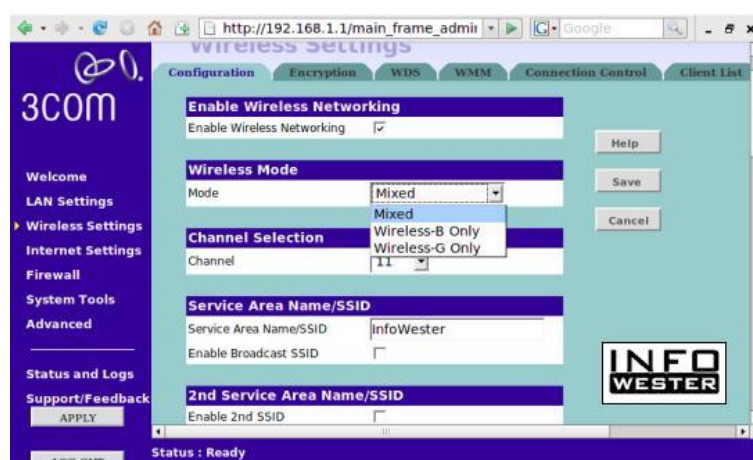 http://192.168.1.1/main_frame_admii
Google
Wireless Settings
3COM
Configuration
Encryption
WDS
WMM
Connection Control
Client List
Enable Wireless Networking
Enable Wireless Networking
Help
Wireless Mode
Save
Mode
Mixed
Mixed
Wireless-B Only
Wireless-G Only
Cancel
Channel Selection
Channel
11
Service Area Name/SSID
Service Area Name/SSID
InfoWester
Enable Broadcast SSID
2nd Service Area Name/SSID
Enable 2nd SSID
Welcome
LAN Settings
Wireless Settings
Internet Settings
Firewall
System Tools
Advanced
Status and Logs
Support/Feedback
APPLY
LOG OUT
INFO
WESTER
Status : Ready